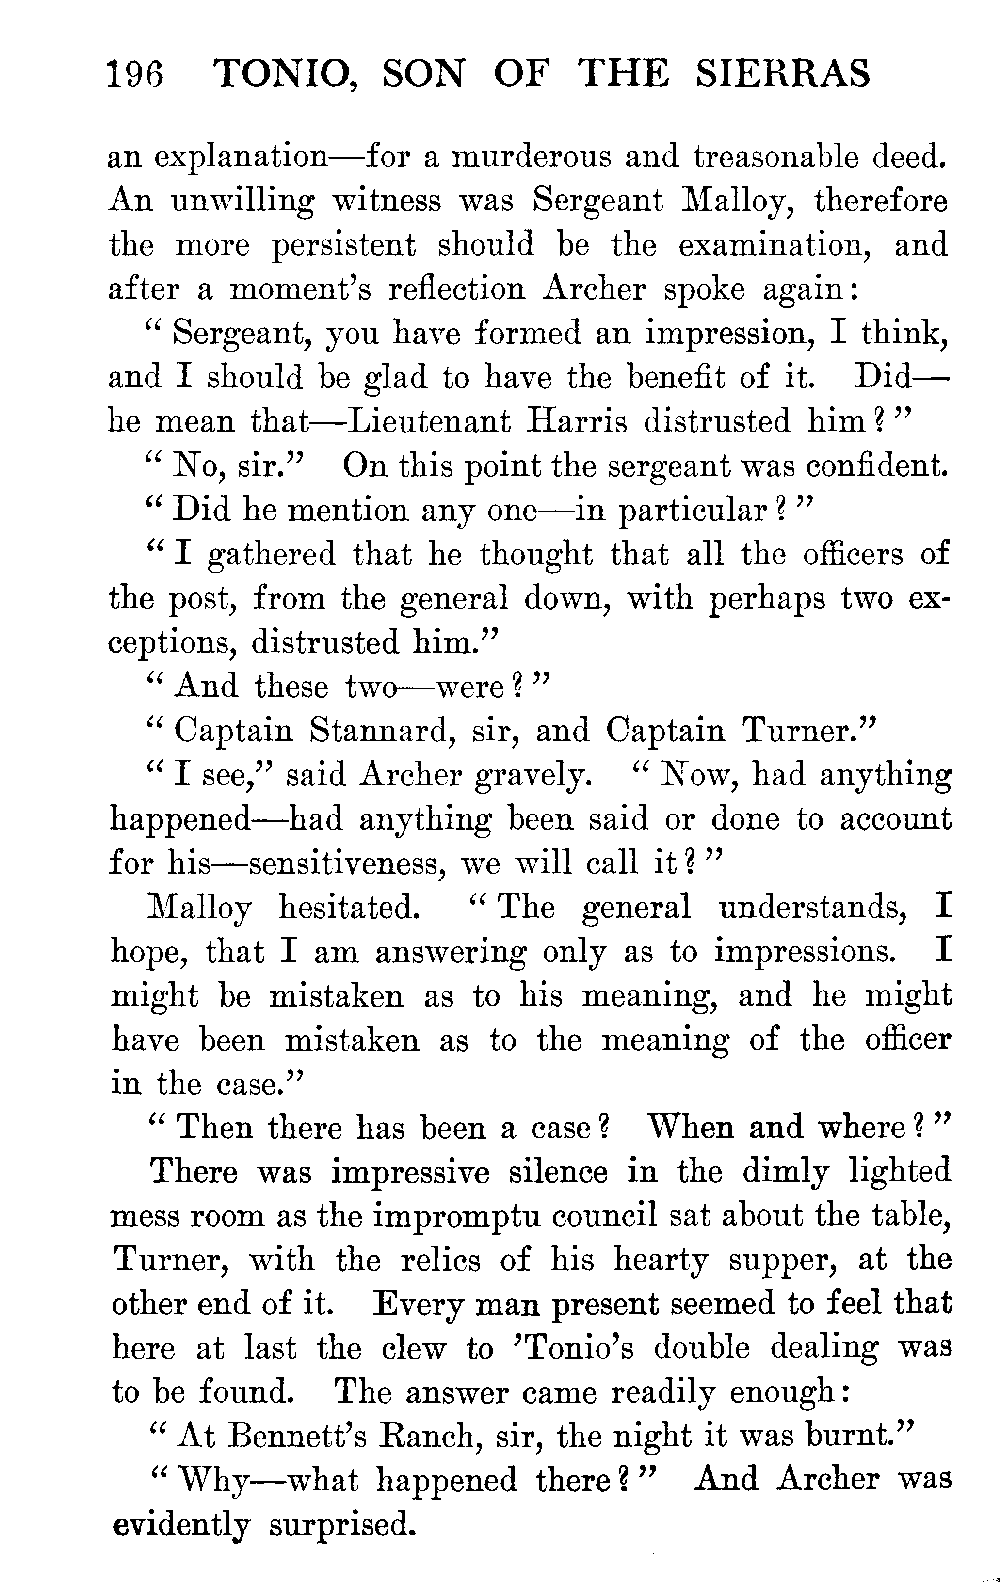 196 TONIO, SON OF THE SIERRAS
an explanation—for a murderous and treasonable deed.
An unwilling witness was Sergeant Malloy, therefore
the more persistent should be the examination, and
after a moment's reflection Archer spoke again:
"Sergeant, you have formed an impression, I think,
and I should be glad to have the benefit of it. Did—
he mean that—Lieutenant Harris distrusted him?"
"No, sir." On this point the sergeant was confident.
"Did he mention any one—in particular?"
"I gathered that he thought that all the officers of
the post, from the general down, with perhaps two ex-
ceptions, distrusted him."
"And these two—were?"
"Captain Stannard, sir, and Captain Turner."
"I see," said Archer gravely. "Now, had anything
happened—had anything been said or done to account
for his—sensitiveness, we will call it?"
Malloy hesitated. "The general understands, I
hope, that I am answering only as to impressions. I
might be mistaken as to his meaning, and he might
have been mistaken as to the meaning of the officer
in the case."
"Then there has been a case? When and where?"
There was impressive silence in the dimly lighted
mess room as the impromptu council sat about the table,
Turner, with the relics of his hearty supper, at the
other end of it. Every man present seemed to feel that
here at last the clew to 'Tonio's double dealing was
to be found. The answer came readily enough:
"At Bennett's Ranch, sir, the night it was burnt."
"Why—what happened there?" And Archer was
evidently surprised.